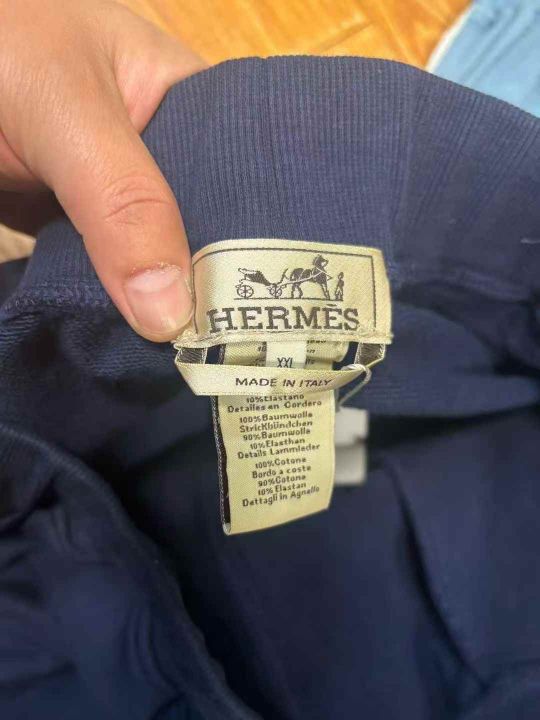 HERMÈS
XXL
MADE IN ITALY
10%Elastano
Detalles en Cordero
100%Baumwolle
Strickbündchen
90%Baumwolle
10%Elasthan
Details Lammleder
100%Cotone
Bordo a coste
90%Cotone
10%Elastan
Dettagli in Agnello